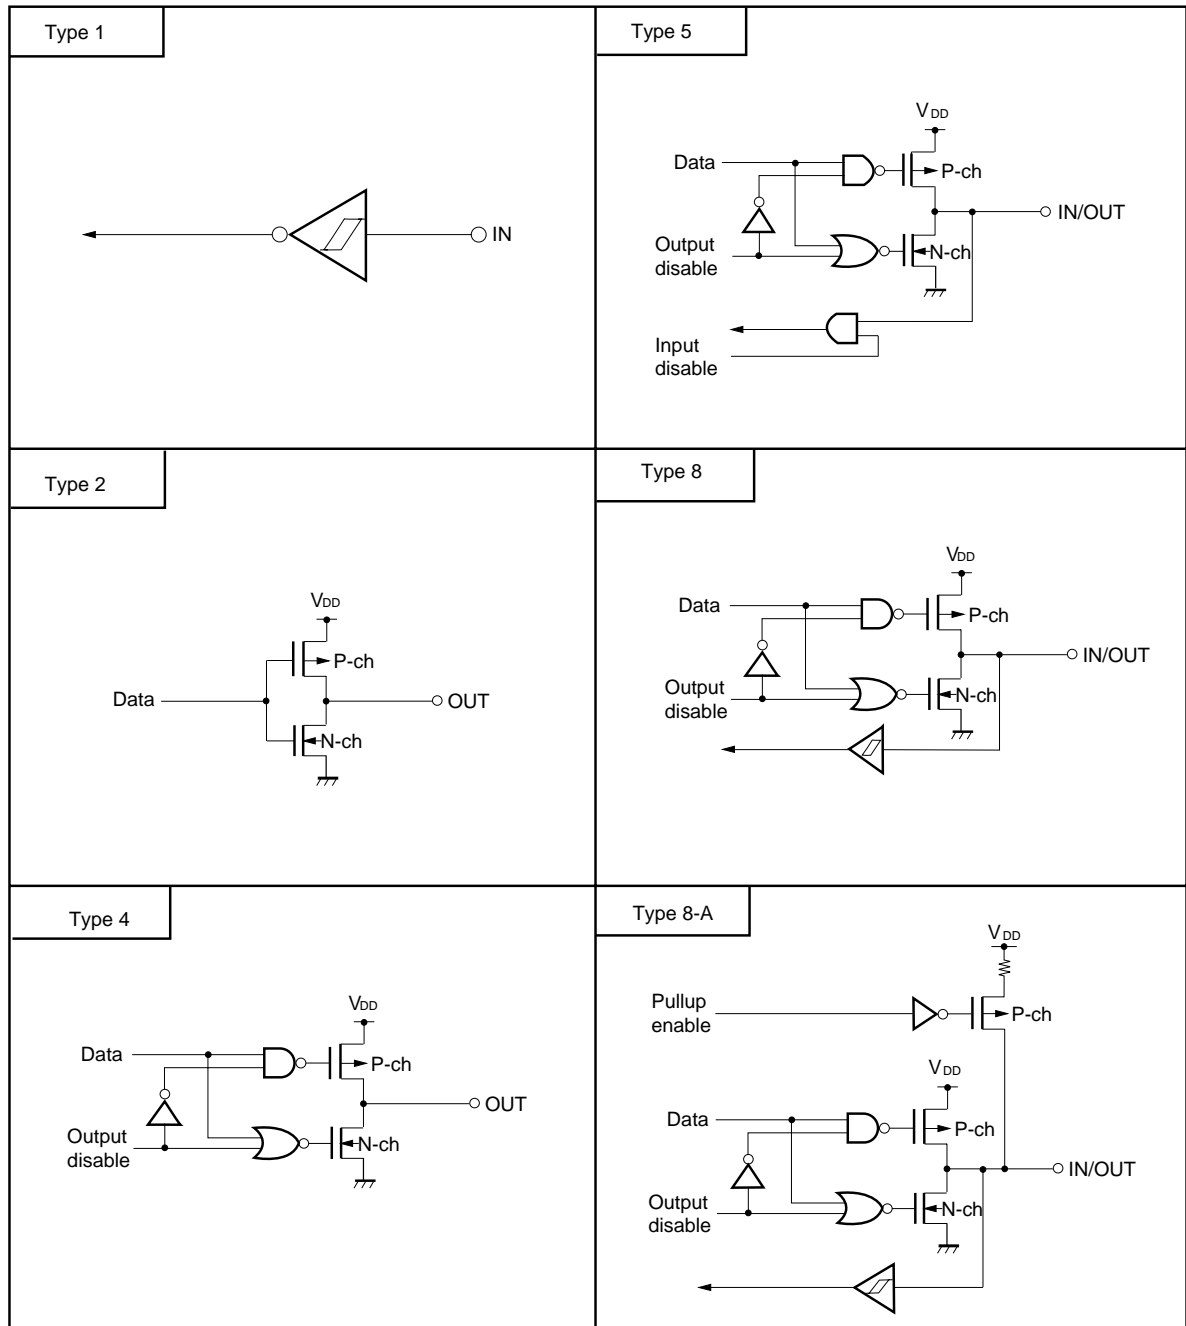 Type 1
IN
Type 5
VDD
Data
P-ch
IN/OUT
Output
disable
N-ch
Input
disable
Type 2
VDD
P-ch
Data
OUT
N-ch
Type 8
VDD
Data
P-ch
IN/OUT
Output
disable
N-ch
Type 4
VDD
Data
P-ch
OUT
Output
disable
N-ch
Type 8-A
VDD
Pullup
enable
P-ch
VDD
Data
P-ch
IN/OUT
Output
disable
N-ch